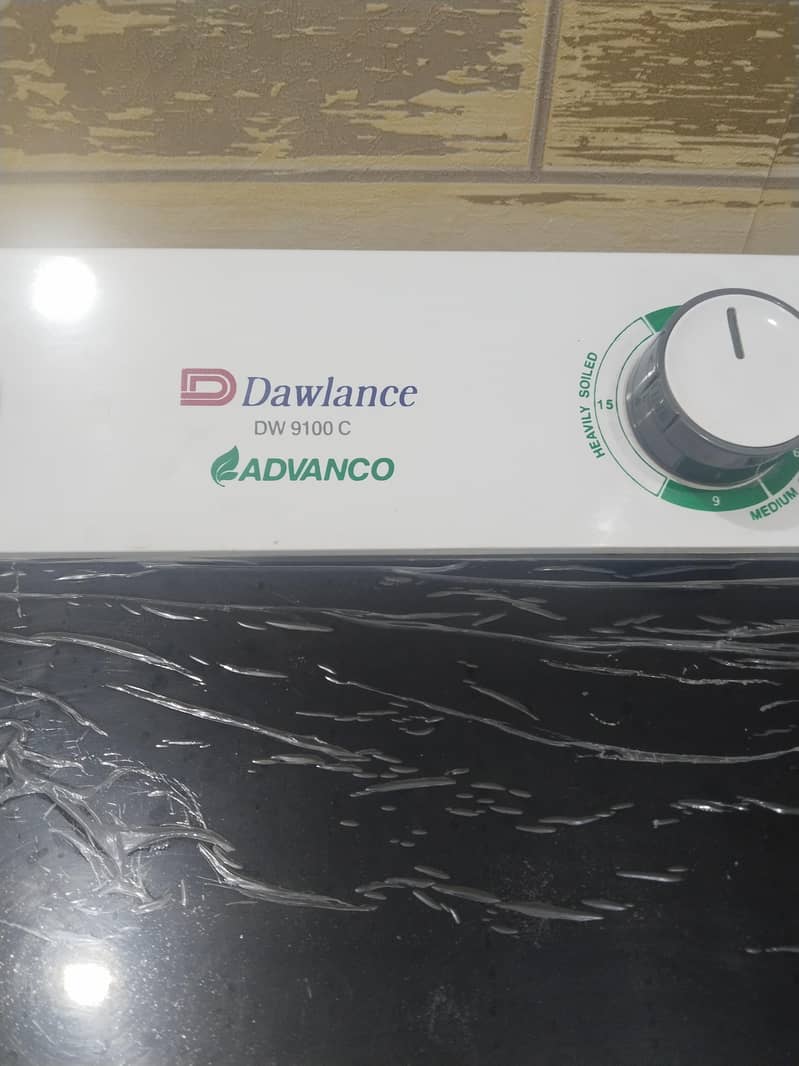 Dawlance
DW 9100 C
ADVANCO
HEAVILY SOILED
15
9
MEDIUM